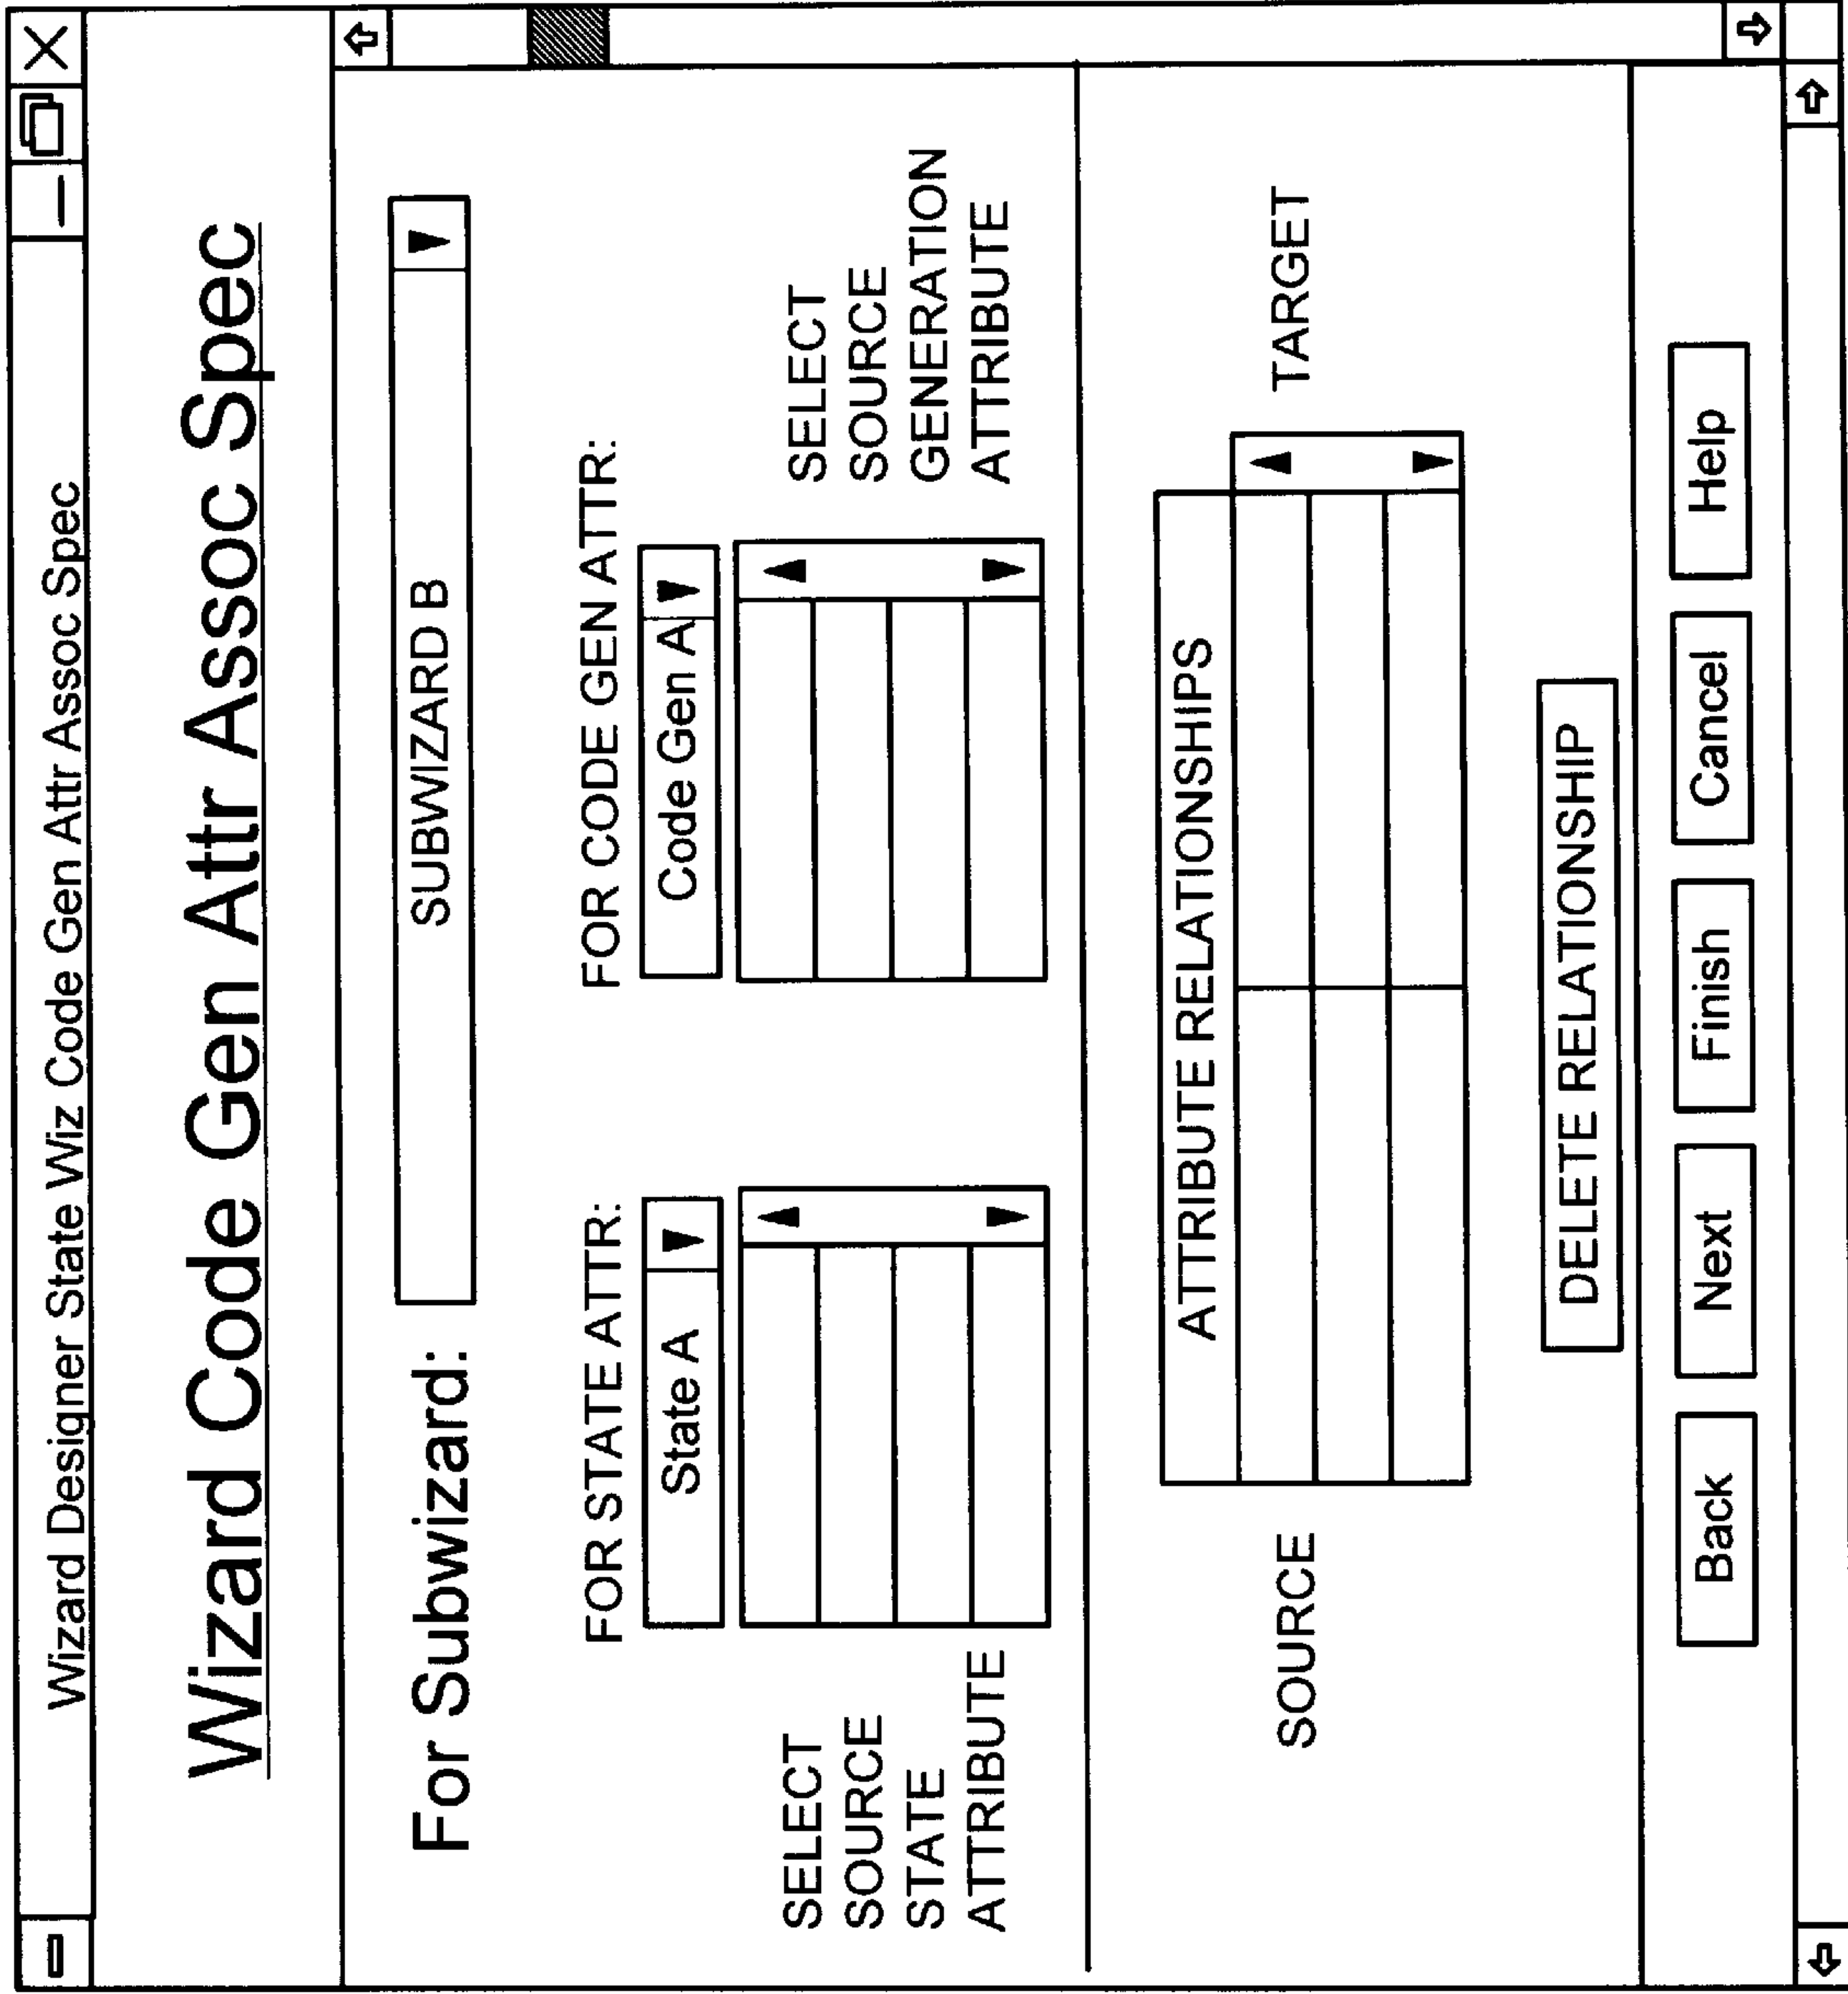 Wizard Designer State Wiz Code Gen Attr Assoc Spec
Wizard Code Gen Attr Assoc Spec
For Subwizard:
SUBWIZARD B
FOR STATE ATTR:
State A
SELECT
SOURCE
STATE
ATTRIBUTE
FOR CODE GEN ATTR:
Code Gen A
SELECT
SOURCE
GENERATION
ATTRIBUTE
ATTRIBUTE RELATIONSHIPS
SOURCE
TARGET
DELETE RELATIONSHIP
Back
Next
Finish
Cancel
Help